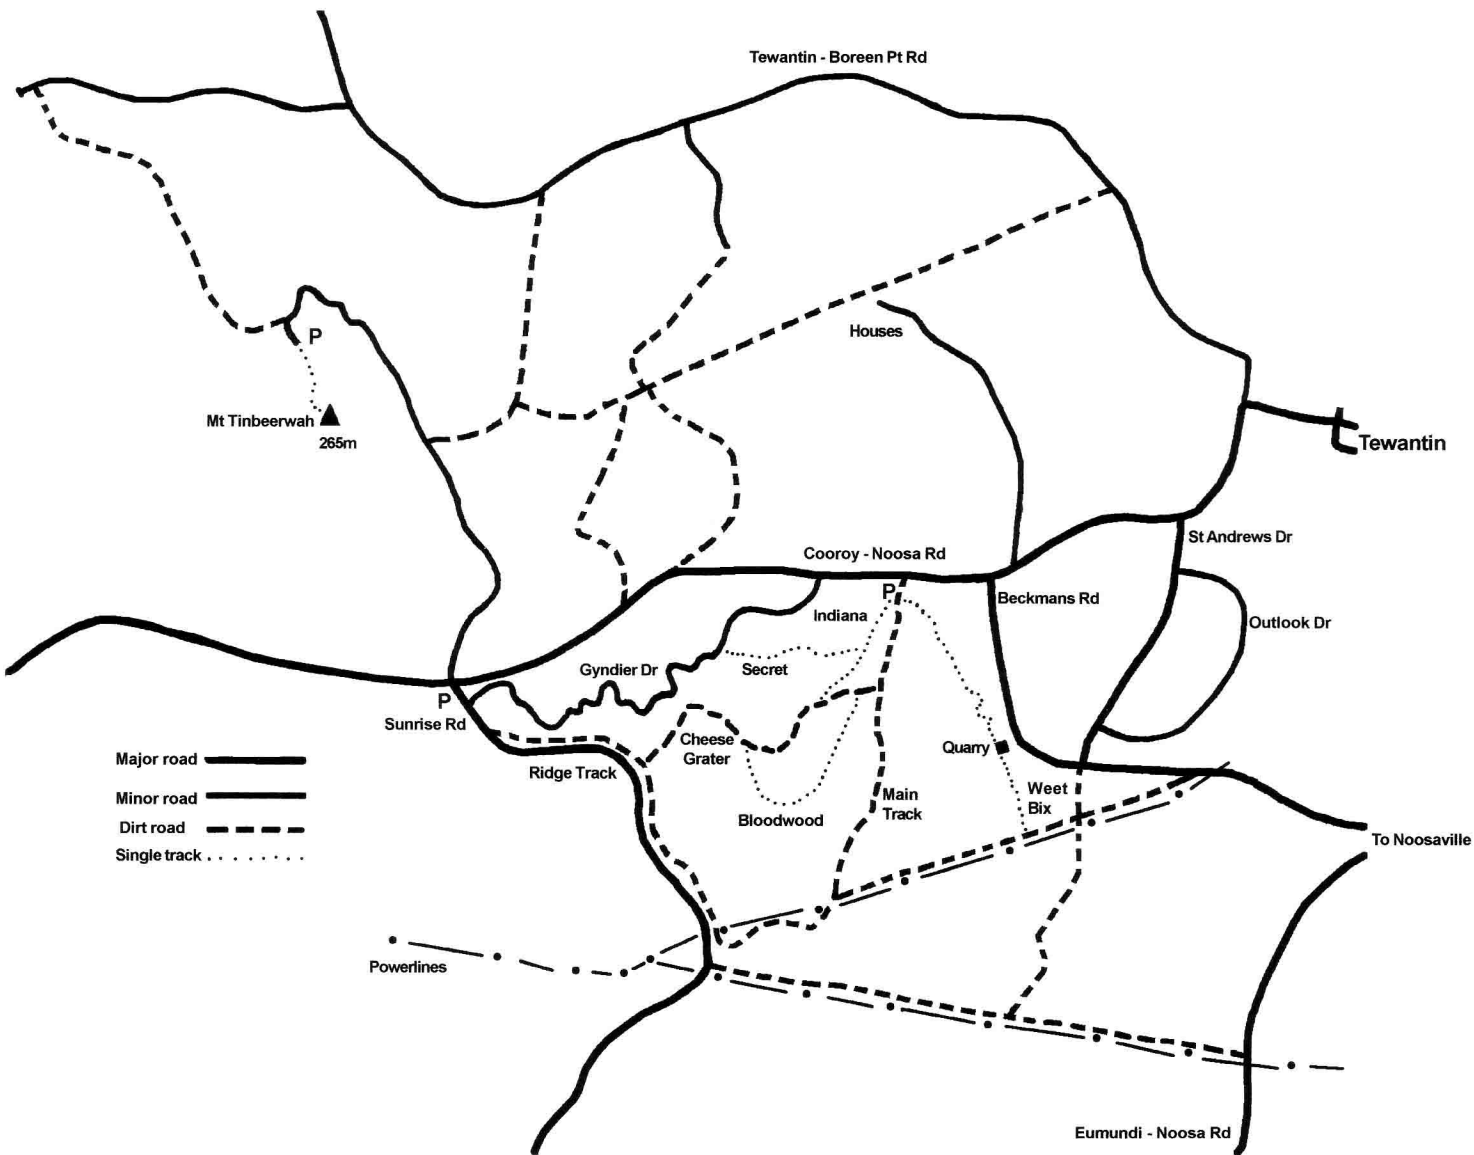 Tewantin - Boreen Pt Rd
Houses
P
Mt Tinbeerwah
265m
Tewantin
St Andrews Dr
Cooroy - Noosa Rd
P
Beckmans Rd
Indiana
Outlook Dr
Gyndier Dr
Secret
P
Sunrise Rd
Cheese
Grater
Quarry
Major road
Ridge Track
Minor road
Main
Track
Weet
Bix
Bloodwood
Dirt road
Single track
To Noosaville
Powerlines
Eumundi - Noosa Rd